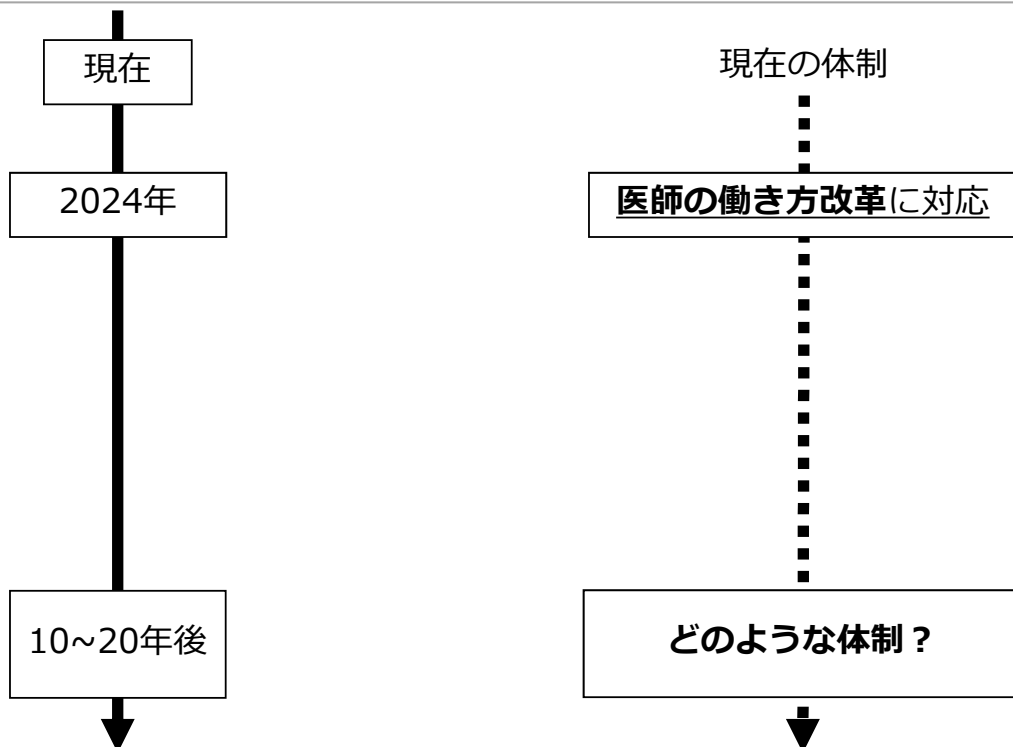 現在
現在の体制
2024年
医師の働き方改革に対応
10~20年後
どのような体制？